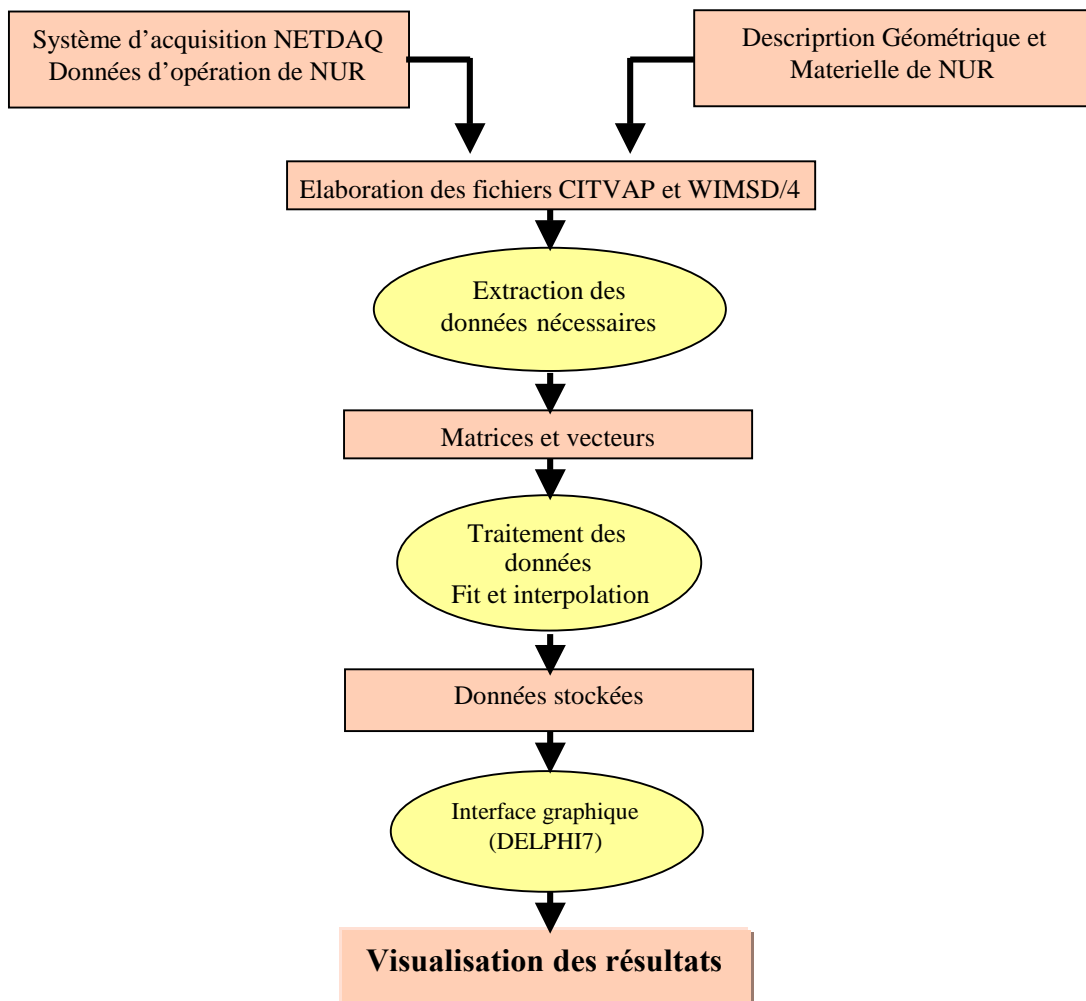 Système d’acquisition NETDAQ
Données d’opération de NUR
Descriprtion Géométrique et
Materielle de NUR
Elaboration des fichiers CITVAP et WIMSD/4
Extraction des
données nécessaires
Matrices et vecteurs
Traitement des
données
Fit et interpolation
Données stockées
Interface graphique
(DELPHI7)
Visualisation des résultats